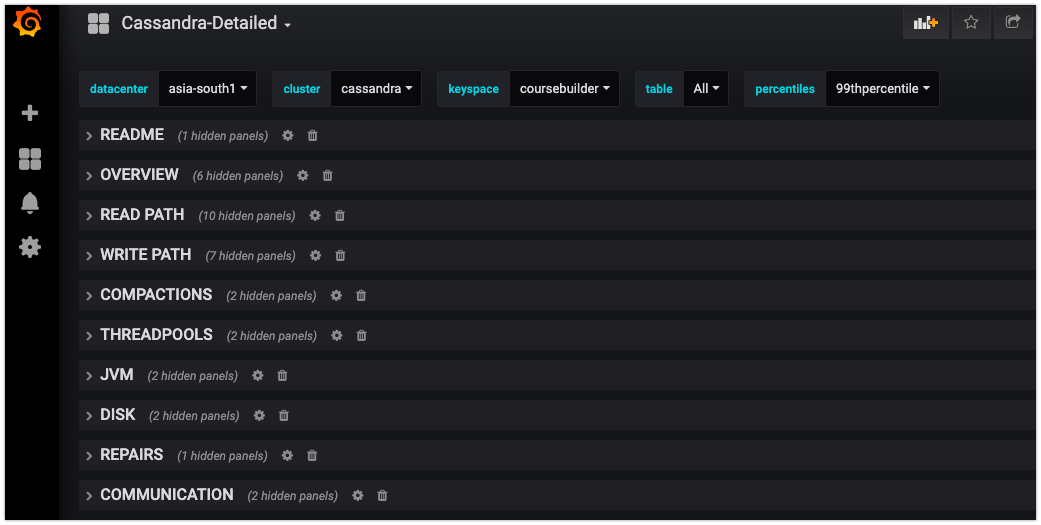 Cassandra-Detailed
datacenter asia-south1 cluster cassandra keyspace coursebuilder table All percentiles 99thpercentile
README (1 hidden panels)
OVERVIEW (6 hidden panels)
READ PATH (10 hidden panels)
WRITE PATH (7 hidden panels)
COMPACTIONS (2 hidden panels)
THREADPOOLS (2 hidden panels)
JVM (2 hidden panels)
DISK (2 hidden panels)
REPAIRS (1 hidden panels)
COMMUNICATION (2 hidden panels)